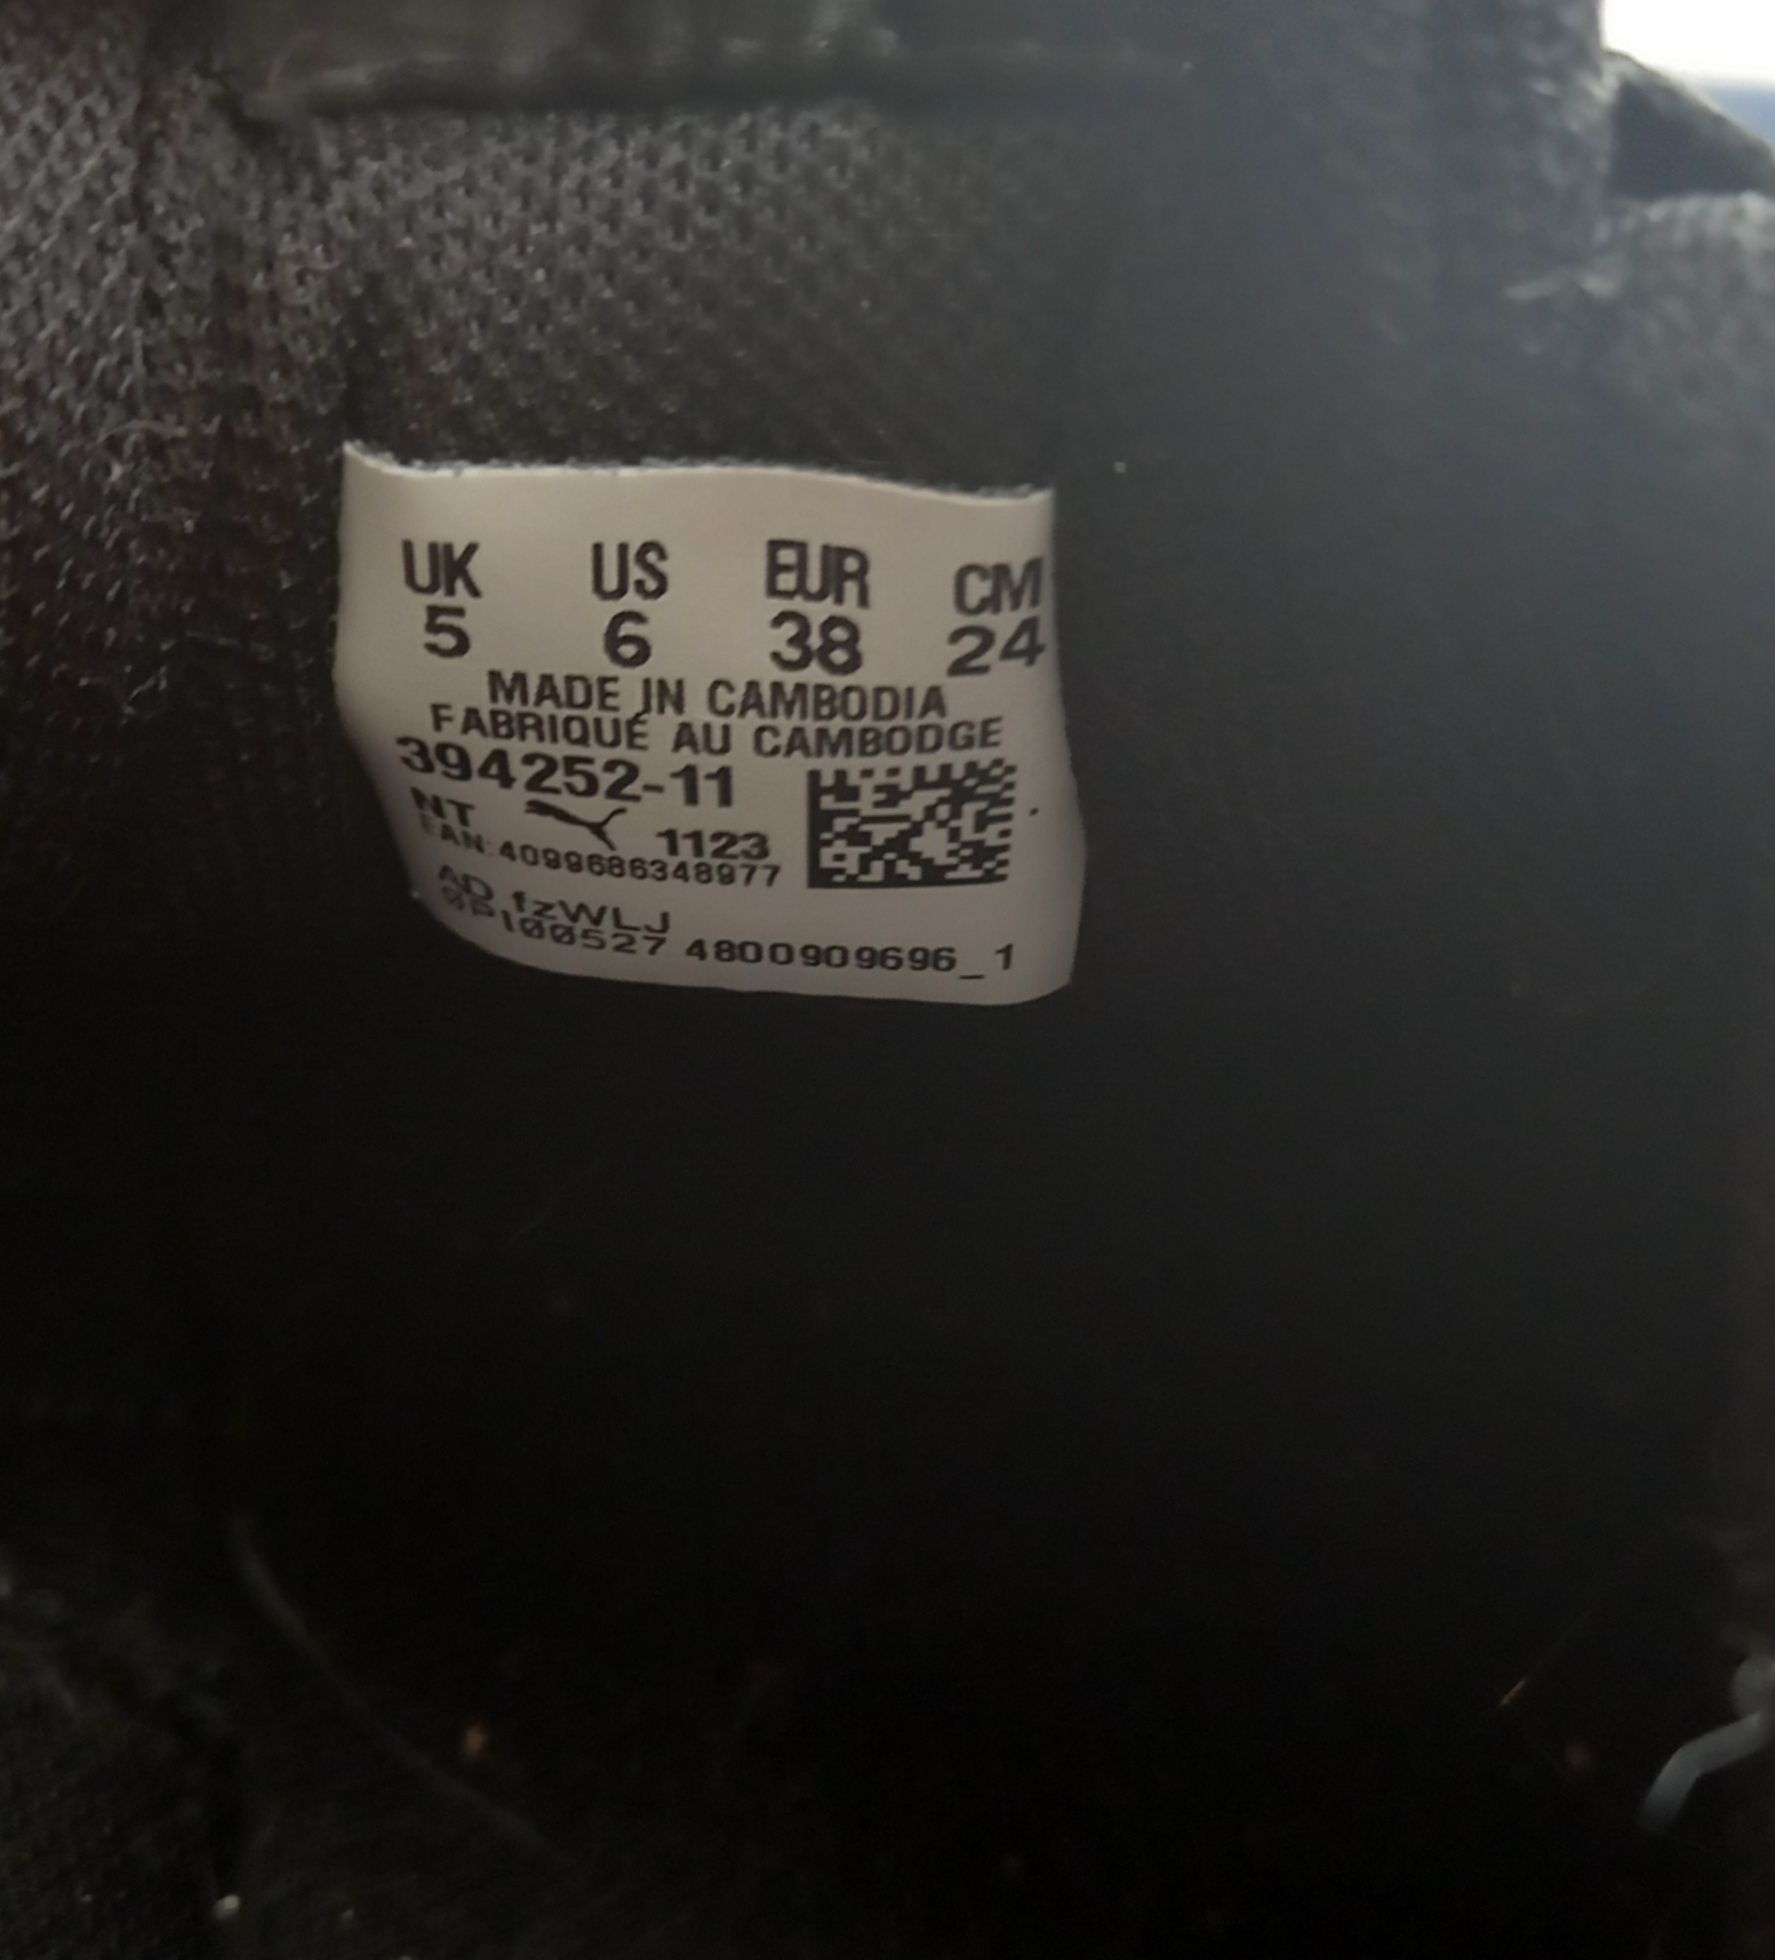 UK US EUR CM
5 6 38 24
MADE IN CAMBODIA
FABRIQUÉ AU CAMBODGE
394252-11
NT 1123
EAN:4099686348977
AD.fzWLJ
0PI00527 4800909696_1